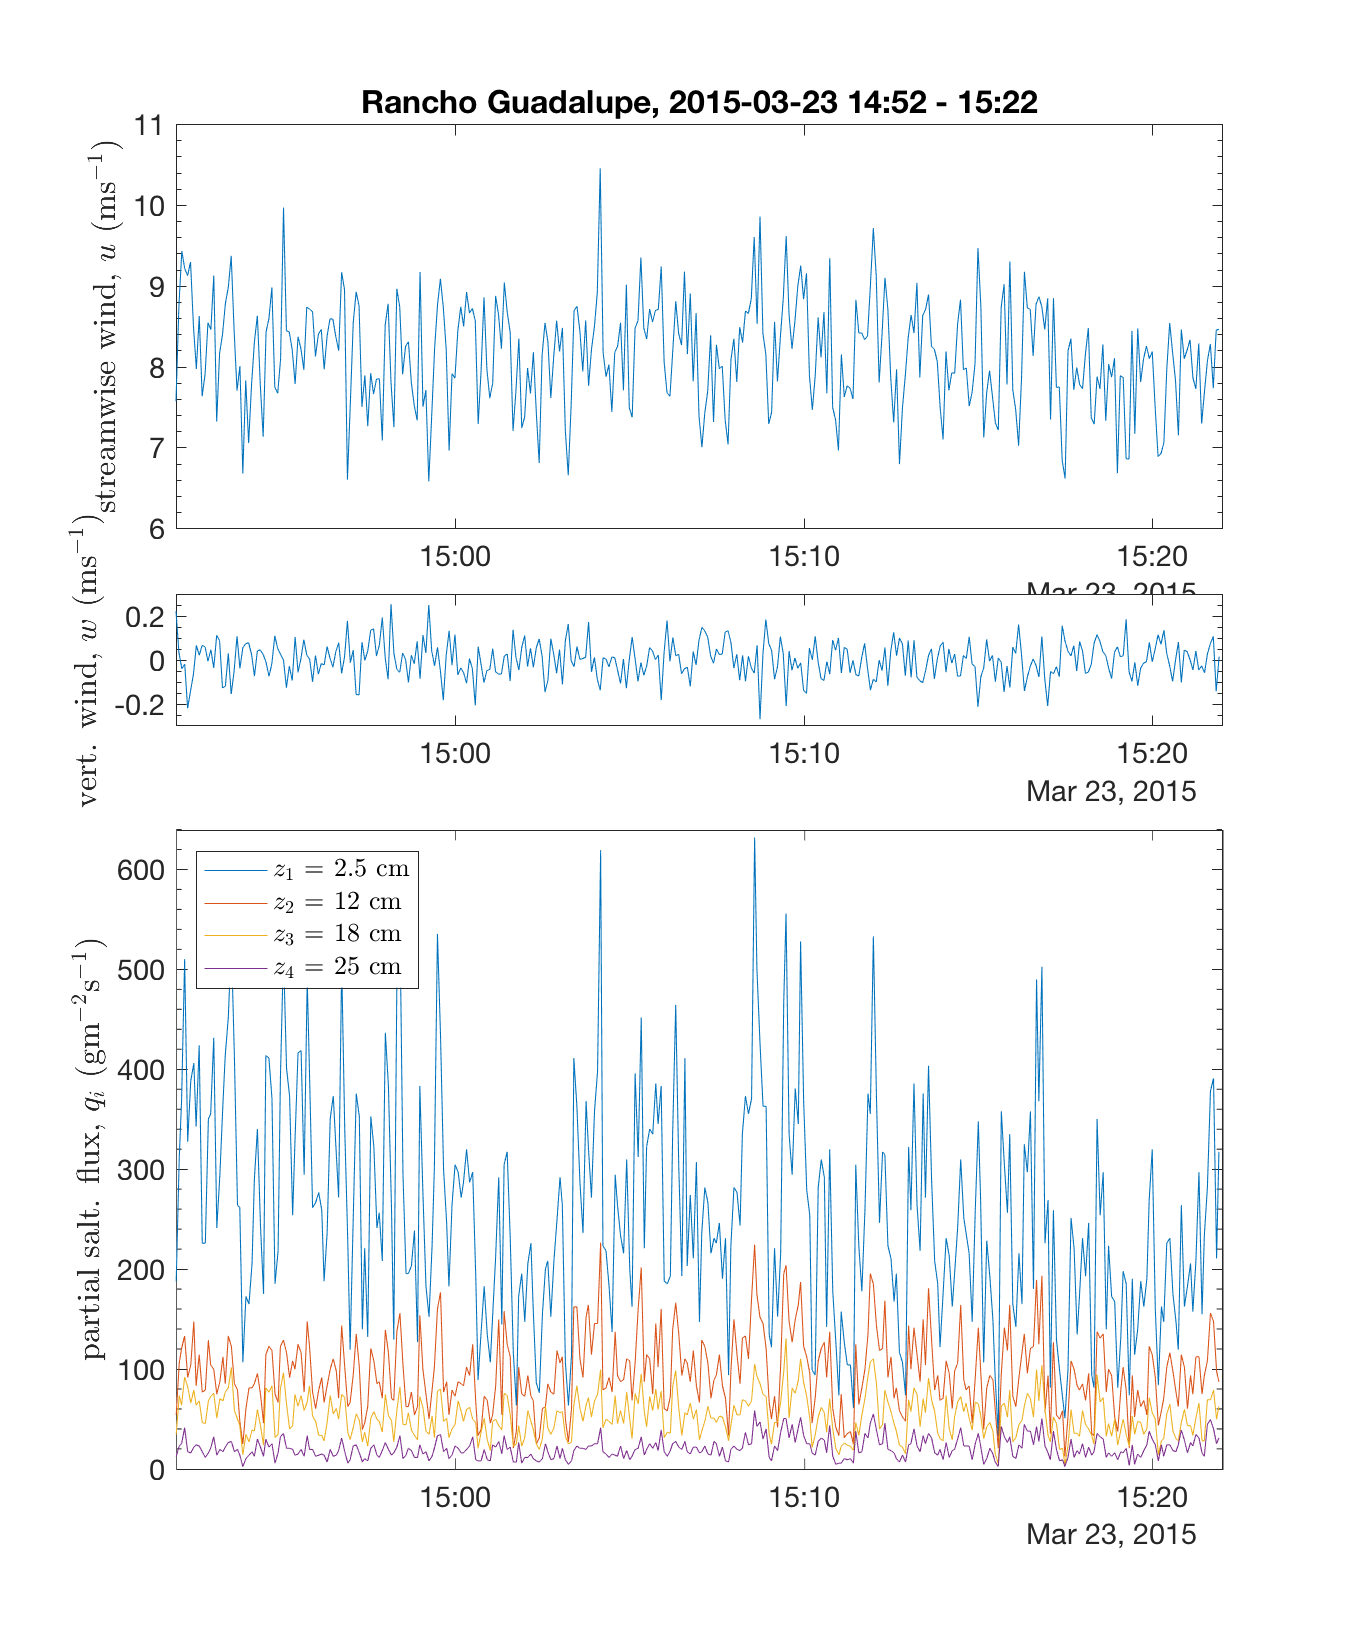 Rancho Guadalupe, 2015-03-23 14:52 - 15:22
streamwise wind, u (ms⁻¹)
11
10
9
8
7
6
15:00 15:10 15:20
Mar 23, 2015
vert. wind, w (ms⁻¹)
0.2
0
-0.2
15:00 15:10 15:20
Mar 23, 2015
partial salt. flux, qᵢ (gm⁻²s⁻¹)
600
500
400
300
200
100
0
z₁ = 2.5 cm
z₂ = 12 cm
z₃ = 18 cm
z₄ = 25 cm
15:00 15:10 15:20
Mar 23, 2015